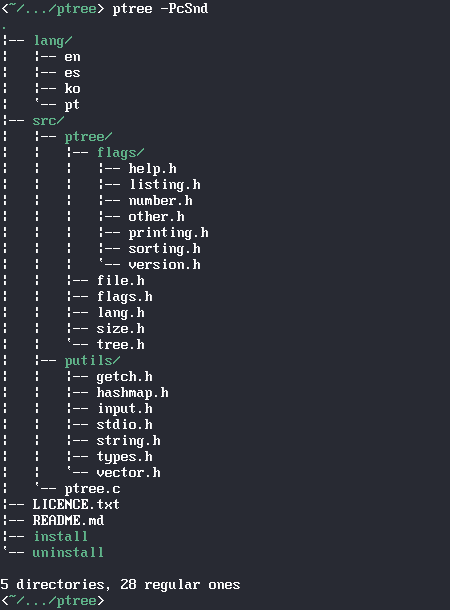 <~/.../ptree> ptree -PcSnd
.
¦-- lang/
¦   ¦-- en
¦   ¦-- es
¦   ¦-- ko
¦   `-- pt
¦-- src/
¦   ¦-- ptree/
¦   ¦   ¦-- flags/
¦   ¦   ¦   ¦-- help.h
¦   ¦   ¦   ¦-- listing.h
¦   ¦   ¦   ¦-- number.h
¦   ¦   ¦   ¦-- other.h
¦   ¦   ¦   ¦-- printing.h
¦   ¦   ¦   ¦-- sorting.h
¦   ¦   ¦   `-- version.h
¦   ¦   ¦-- file.h
¦   ¦   ¦-- flags.h
¦   ¦   ¦-- lang.h
¦   ¦   ¦-- size.h
¦   ¦   `-- tree.h
¦   ¦-- putils/
¦   ¦   ¦-- getch.h
¦   ¦   ¦-- hashmap.h
¦   ¦   ¦-- input.h
¦   ¦   ¦-- stdio.h
¦   ¦   ¦-- string.h
¦   ¦   ¦-- types.h
¦   ¦   `-- vector.h
¦   `-- ptree.c
¦-- LICENCE.txt
¦-- README.md
¦-- install
`-- uninstall

5 directories, 28 regular ones
<~/.../ptree>